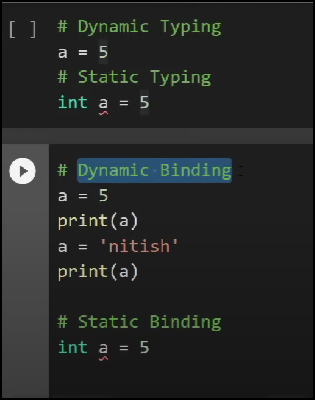 [ ] # Dynamic Typing
a = 5
# Static Typing
int a = 5
# Dynamic Binding
a = 5
print(a)
a = 'nitish'
print(a)
# Static Binding
int a = 5